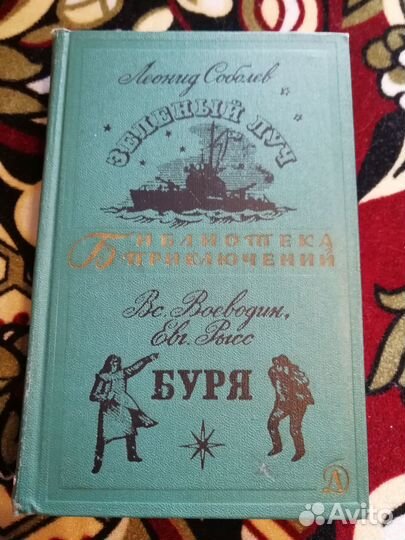 Леонид Соболев
ЗЕЛЕНЫЙ ЛУЧ
БИБЛИОТЕКА
ПРИКЛЮЧЕНИЙ
Вс. Воеводин,
Евг. Рысс
БУРЯ
Д
Avito